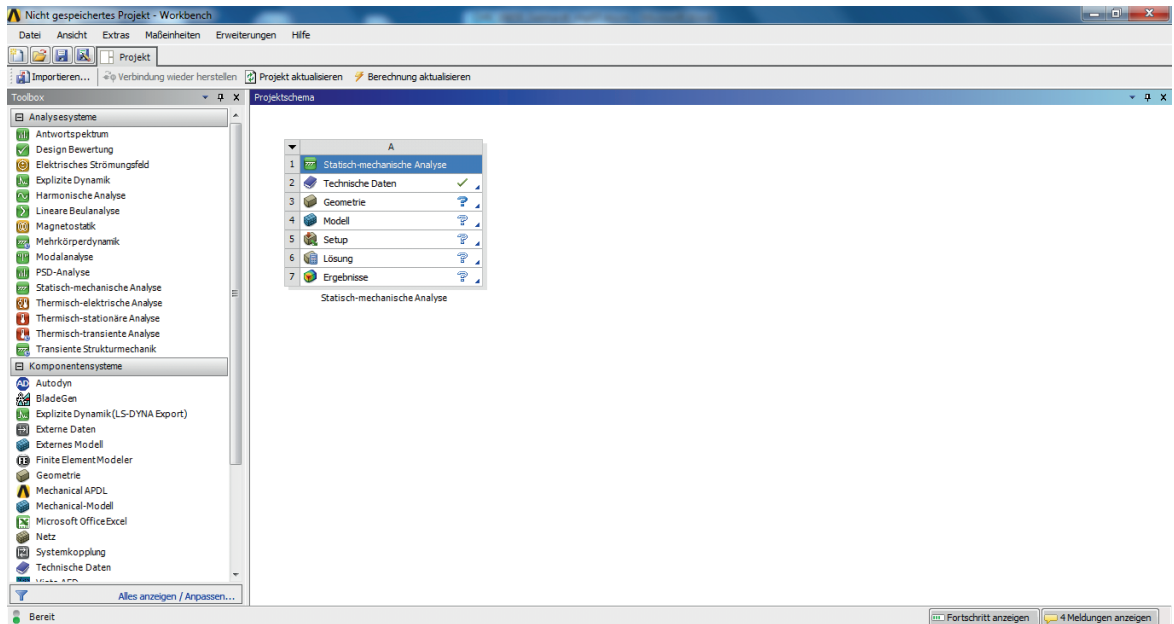 Nicht gespeichertes Projekt - Workbench
Datei Ansicht Extras Maßeinheiten Erweiterungen Hilfe
Projekt
Importieren... Verbindung wieder herstellen Projekt aktualisieren Berechnung aktualisieren
Toolbox
Analysesysteme
Antwortspektrum
Design Bewertung
Elektrisches Strömungsfeld
Explizite Dynamik
Harmonische Analyse
Lineare Beulanalyse
Magnetostatik
Mehrkörperdynamik
Modalanalyse
PSD-Analyse
Statisch-mechanische Analyse
Thermisch-elektrische Analyse
Thermisch-stationäre Analyse
Thermisch-transiente Analyse
Transiente Strukturmechanik
Komponentensysteme
Autodyn
BladeGen
Explizite Dynamik (LS-DYNA Export)
Externe Daten
Externes Modell
Finite Element Modeler
Geometrie
Mechanical APDL
Mechanical-Modell
Microsoft Office Excel
Netz
Systemkopplung
Technische Daten
Alles anzeigen / Anpassen...
Projektschema
A
1 Statisch-mechanische Analyse
2 Technische Daten
3 Geometrie ?
4 Modell ?
5 Setup ?
6 Lösung ?
7 Ergebnisse ?
Statisch-mechanische Analyse
Bereit
Fortschritt anzeigen 4 Meldungen anzeigen